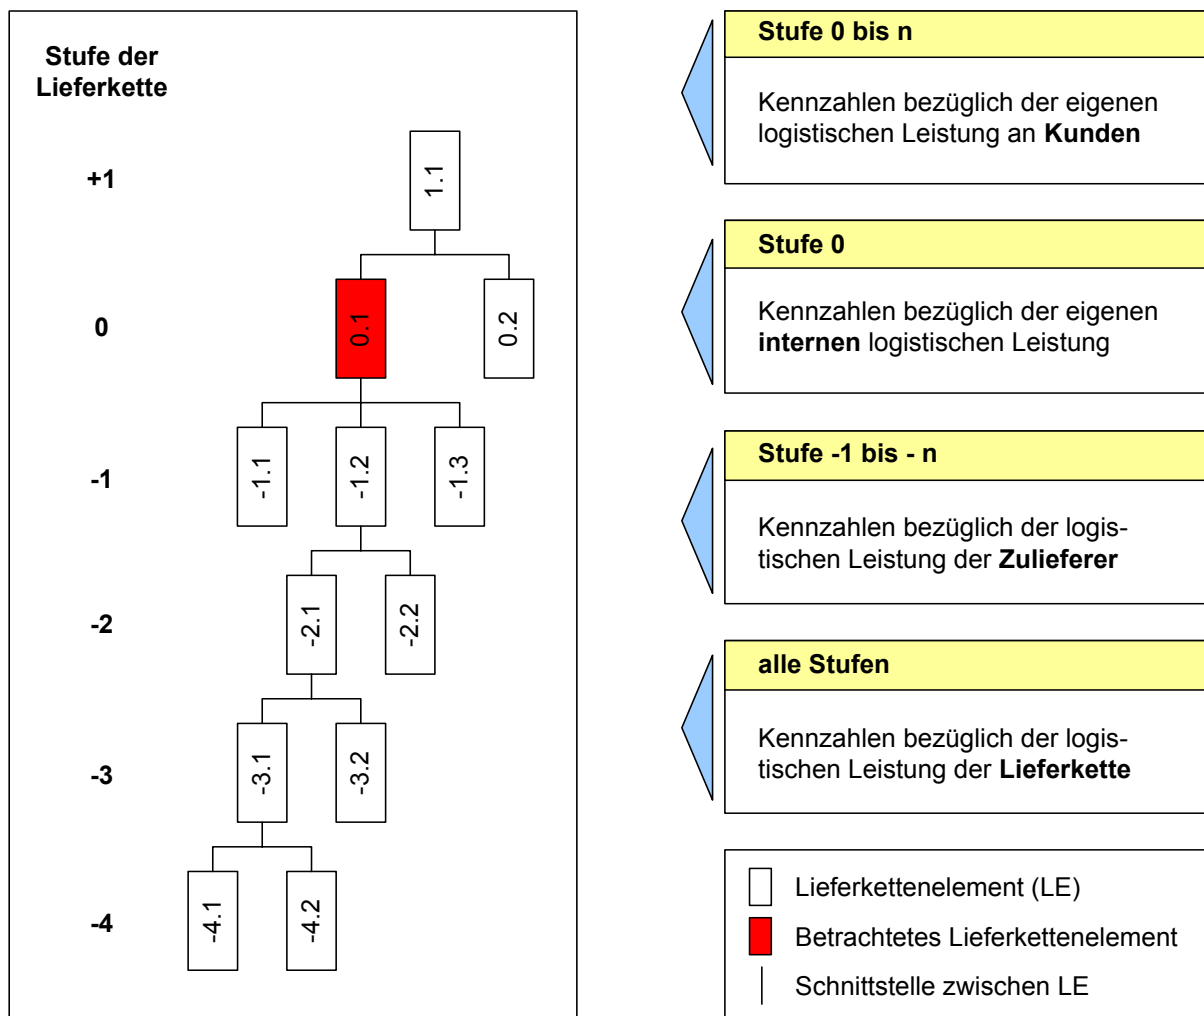 Stufe der
Lieferkette
+1
1.1
0
0.1
0.2
-1
-1.1
-1.2
-1.3
-2
-2.1
-2.2
-3
-3.1
-3.2
-4
-4.1
-4.2
Stufe 0 bis n
Kennzahlen bezüglich der eigenen
logistischen Leistung an Kunden
Stufe 0
Kennzahlen bezüglich der eigenen
internen logistischen Leistung
Stufe -1 bis - n
Kennzahlen bezüglich der logis-
tischen Leistung der Zulieferer
alle Stufen
Kennzahlen bezüglich der logis-
tischen Leistung der Lieferkette
Lieferkettenelement (LE)
Betrachtetes Lieferkettenelement
Schnittstelle zwischen LE